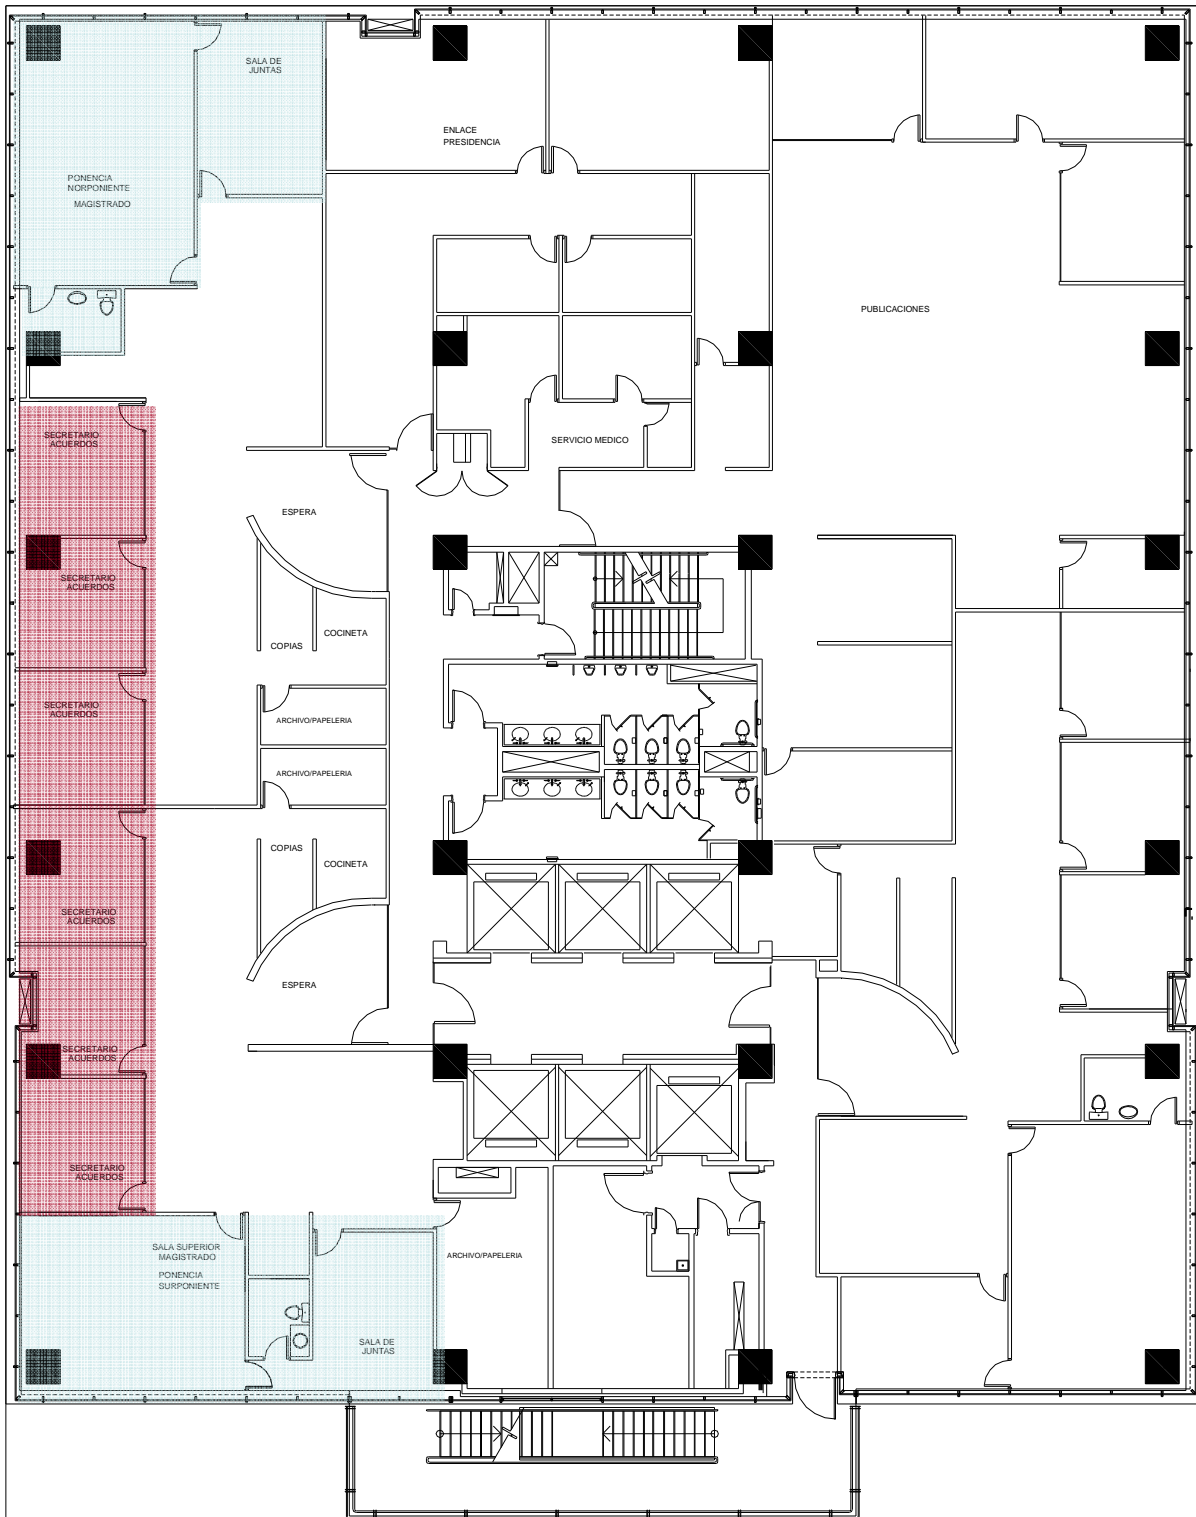 SALA DE
JUNTAS
ENLACE
PRESIDENCIA
PONENCIA
NORPONIENTE
MAGISTRADO
PUBLICACIONES
SECRETARIO
ACUERDOS
SERVICIO MEDICO
ESPERA
SECRETARIO
ACUERDOS
COPIAS
COCINETA
SECRETARIO
ACUERDOS
ARCHIVO/PAPELERIA
ARCHIVO/PAPELERIA
COPIAS
COCINETA
SECRETARIO
ACUERDOS
ESPERA
SECRETARIO
ACUERDOS
SECRETARIO
ACUERDOS
SALA SUPERIOR
MAGISTRADO
PONENCIA
SURPONIENTE
ARCHIVO/PAPELERIA
SALA DE
JUNTAS